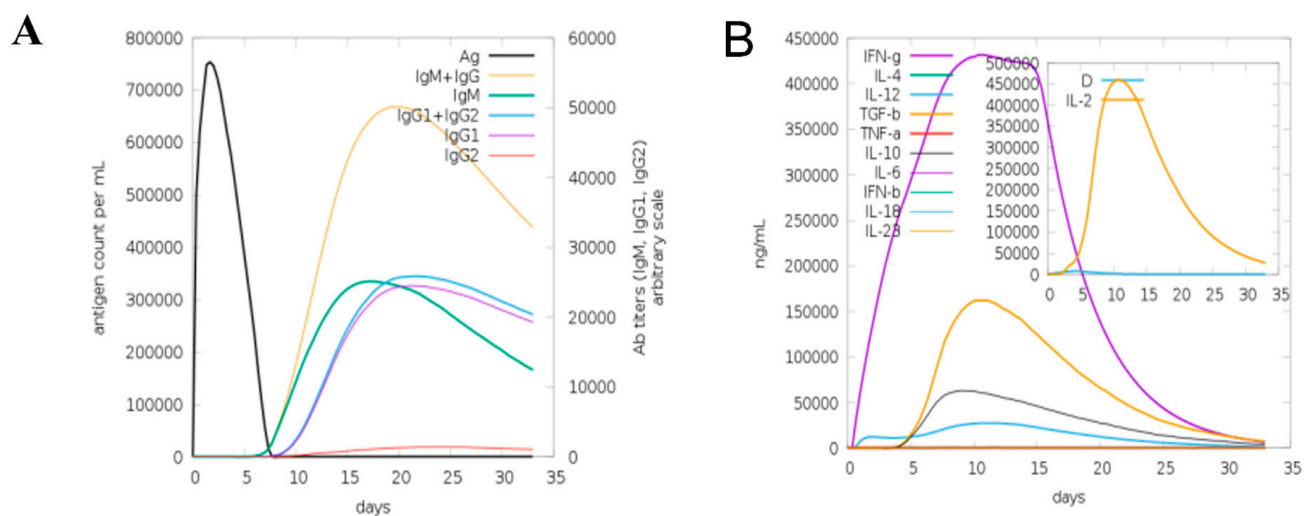 A
B
antigen count per mL
800000
700000
600000
500000
400000
300000
200000
100000
0
Ag
IgM+IgG
IgM
IgG1+IgG2
IgG1
IgG2
60000
50000
40000
30000
20000
10000
0
Ab titers (IgM, IgG1, IgG2)
arbitrary scale
0 5 10 15 20 25 30 35
days
ng/mL
450000
400000
350000
300000
250000
200000
150000
100000
50000
0
IFN-g
IL-4
IL-12
TGF-b
TNF-a
IL-10
IL-6
IFN-b
IL-18
IL-23
500000
450000
400000
350000
300000
250000
200000
150000
100000
50000
0
D
IL-2
0 5 10 15 20 25 30 35
0 5 10 15 20 25 30 35
days